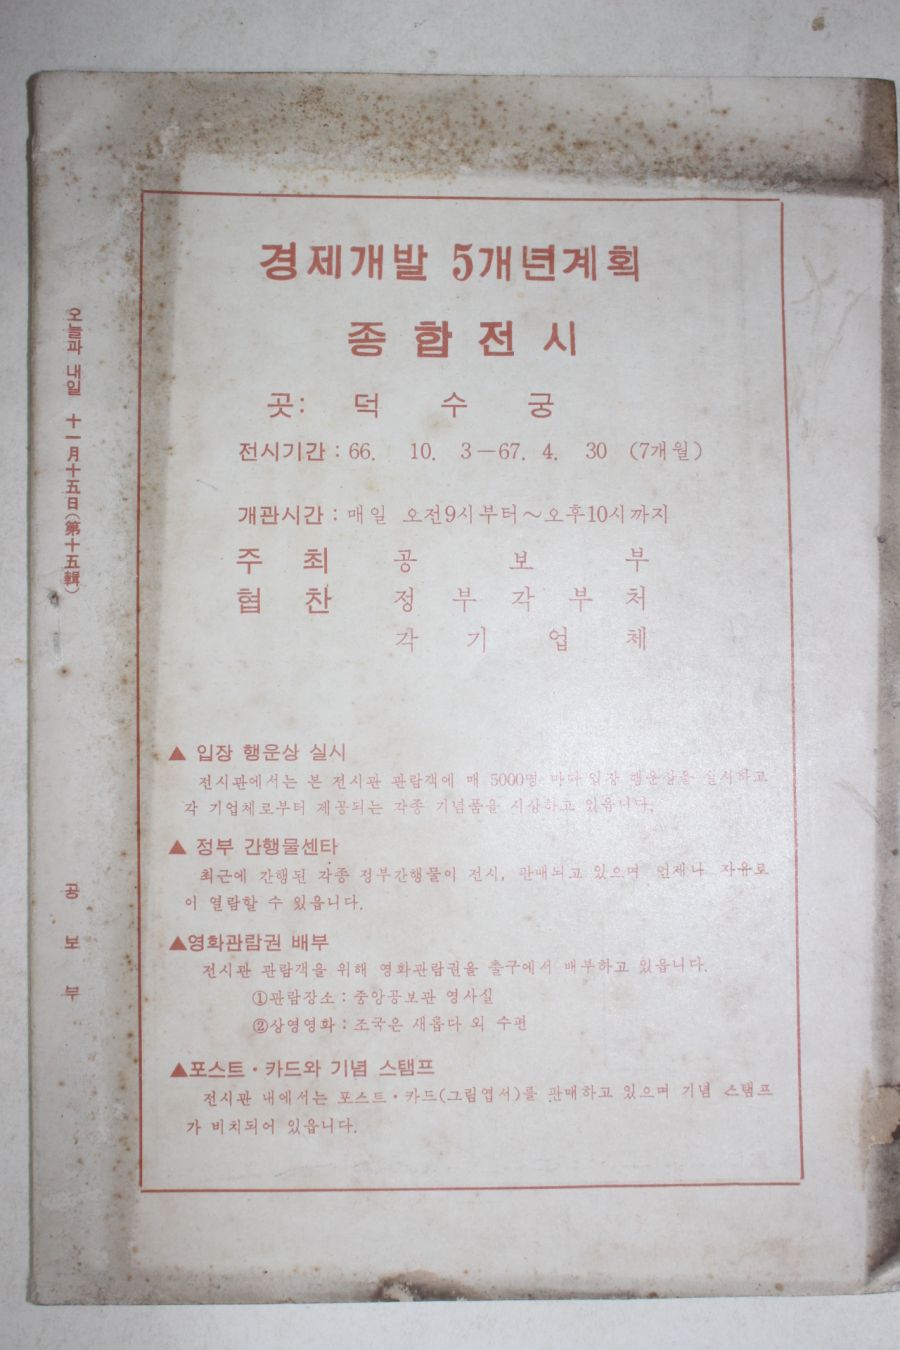 경제개발 5개년계획
종합전시
곳: 덕 수 궁
전시기간 : 66. 10. 3－67. 4. 30 (7개월)
개관시간 : 매일 오전9시부터～오후10시까지
주 최 공 보 부
협 찬 정 부 각 부 처
각 기 업 체
▲ 입장 행운상 실시
전시관에서는 본 전시관 관람객에 매 5000명 마다 입장 행운상을 실시하고
각 기업체로부터 제공되는 각종 기념품을 시상하고 있읍니다.
▲ 정부 간행물센타
최근에 간행된 각종 정부간행물이 전시, 판매되고 있으며 언제나 자유로
이 열람할 수 있읍니다.
▲영화관람권 배부
전시관 관람객을 위해 영화관람권을 출구에서 배부하고 있읍니다.
①관람장소 : 중앙공보관 영사실
②상영영화 : 조국은 새롭다 외 수편
▲포스트·카드와 기념 스탬프
전시관 내에서는 포스트·카드(그림엽서)를 판매하고 있으며 기념 스탬프
가 비치되어 있읍니다.
오늘과 내일 十一月十五日(第十五輯)
공 보 부